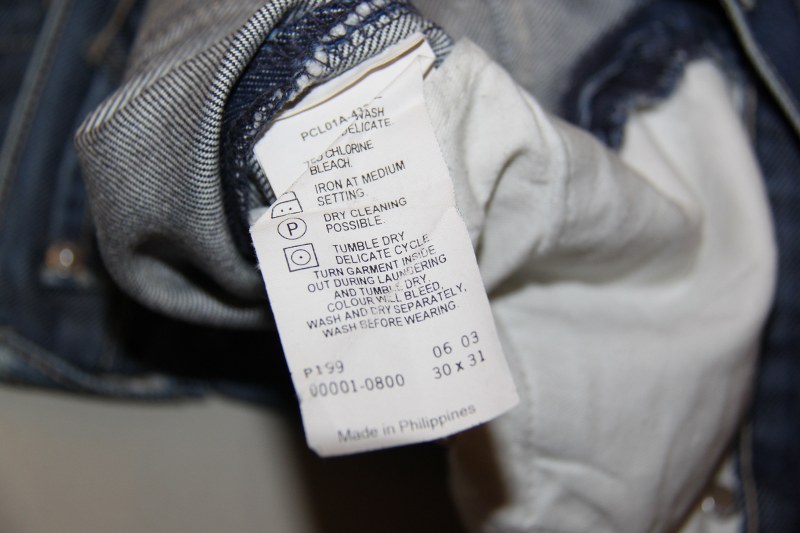 PCL01A WASH
DELICATE.
CHLORINE
BLEACH.
IRON AT MEDIUM
SETTING.
P
DRY CLEANING
POSSIBLE.
TUMBLE DRY
DELICATE CYCLE
TURN GARMENT INSIDE
OUT DURING LAUNDERING
AND TUMBLE DRY
COLOUR WILL BLEED,
WASH AND DRY SEPARATELY,
WASH BEFORE WEARING
P199 06 03
00001-0800 30 x 31
Made in Philippines